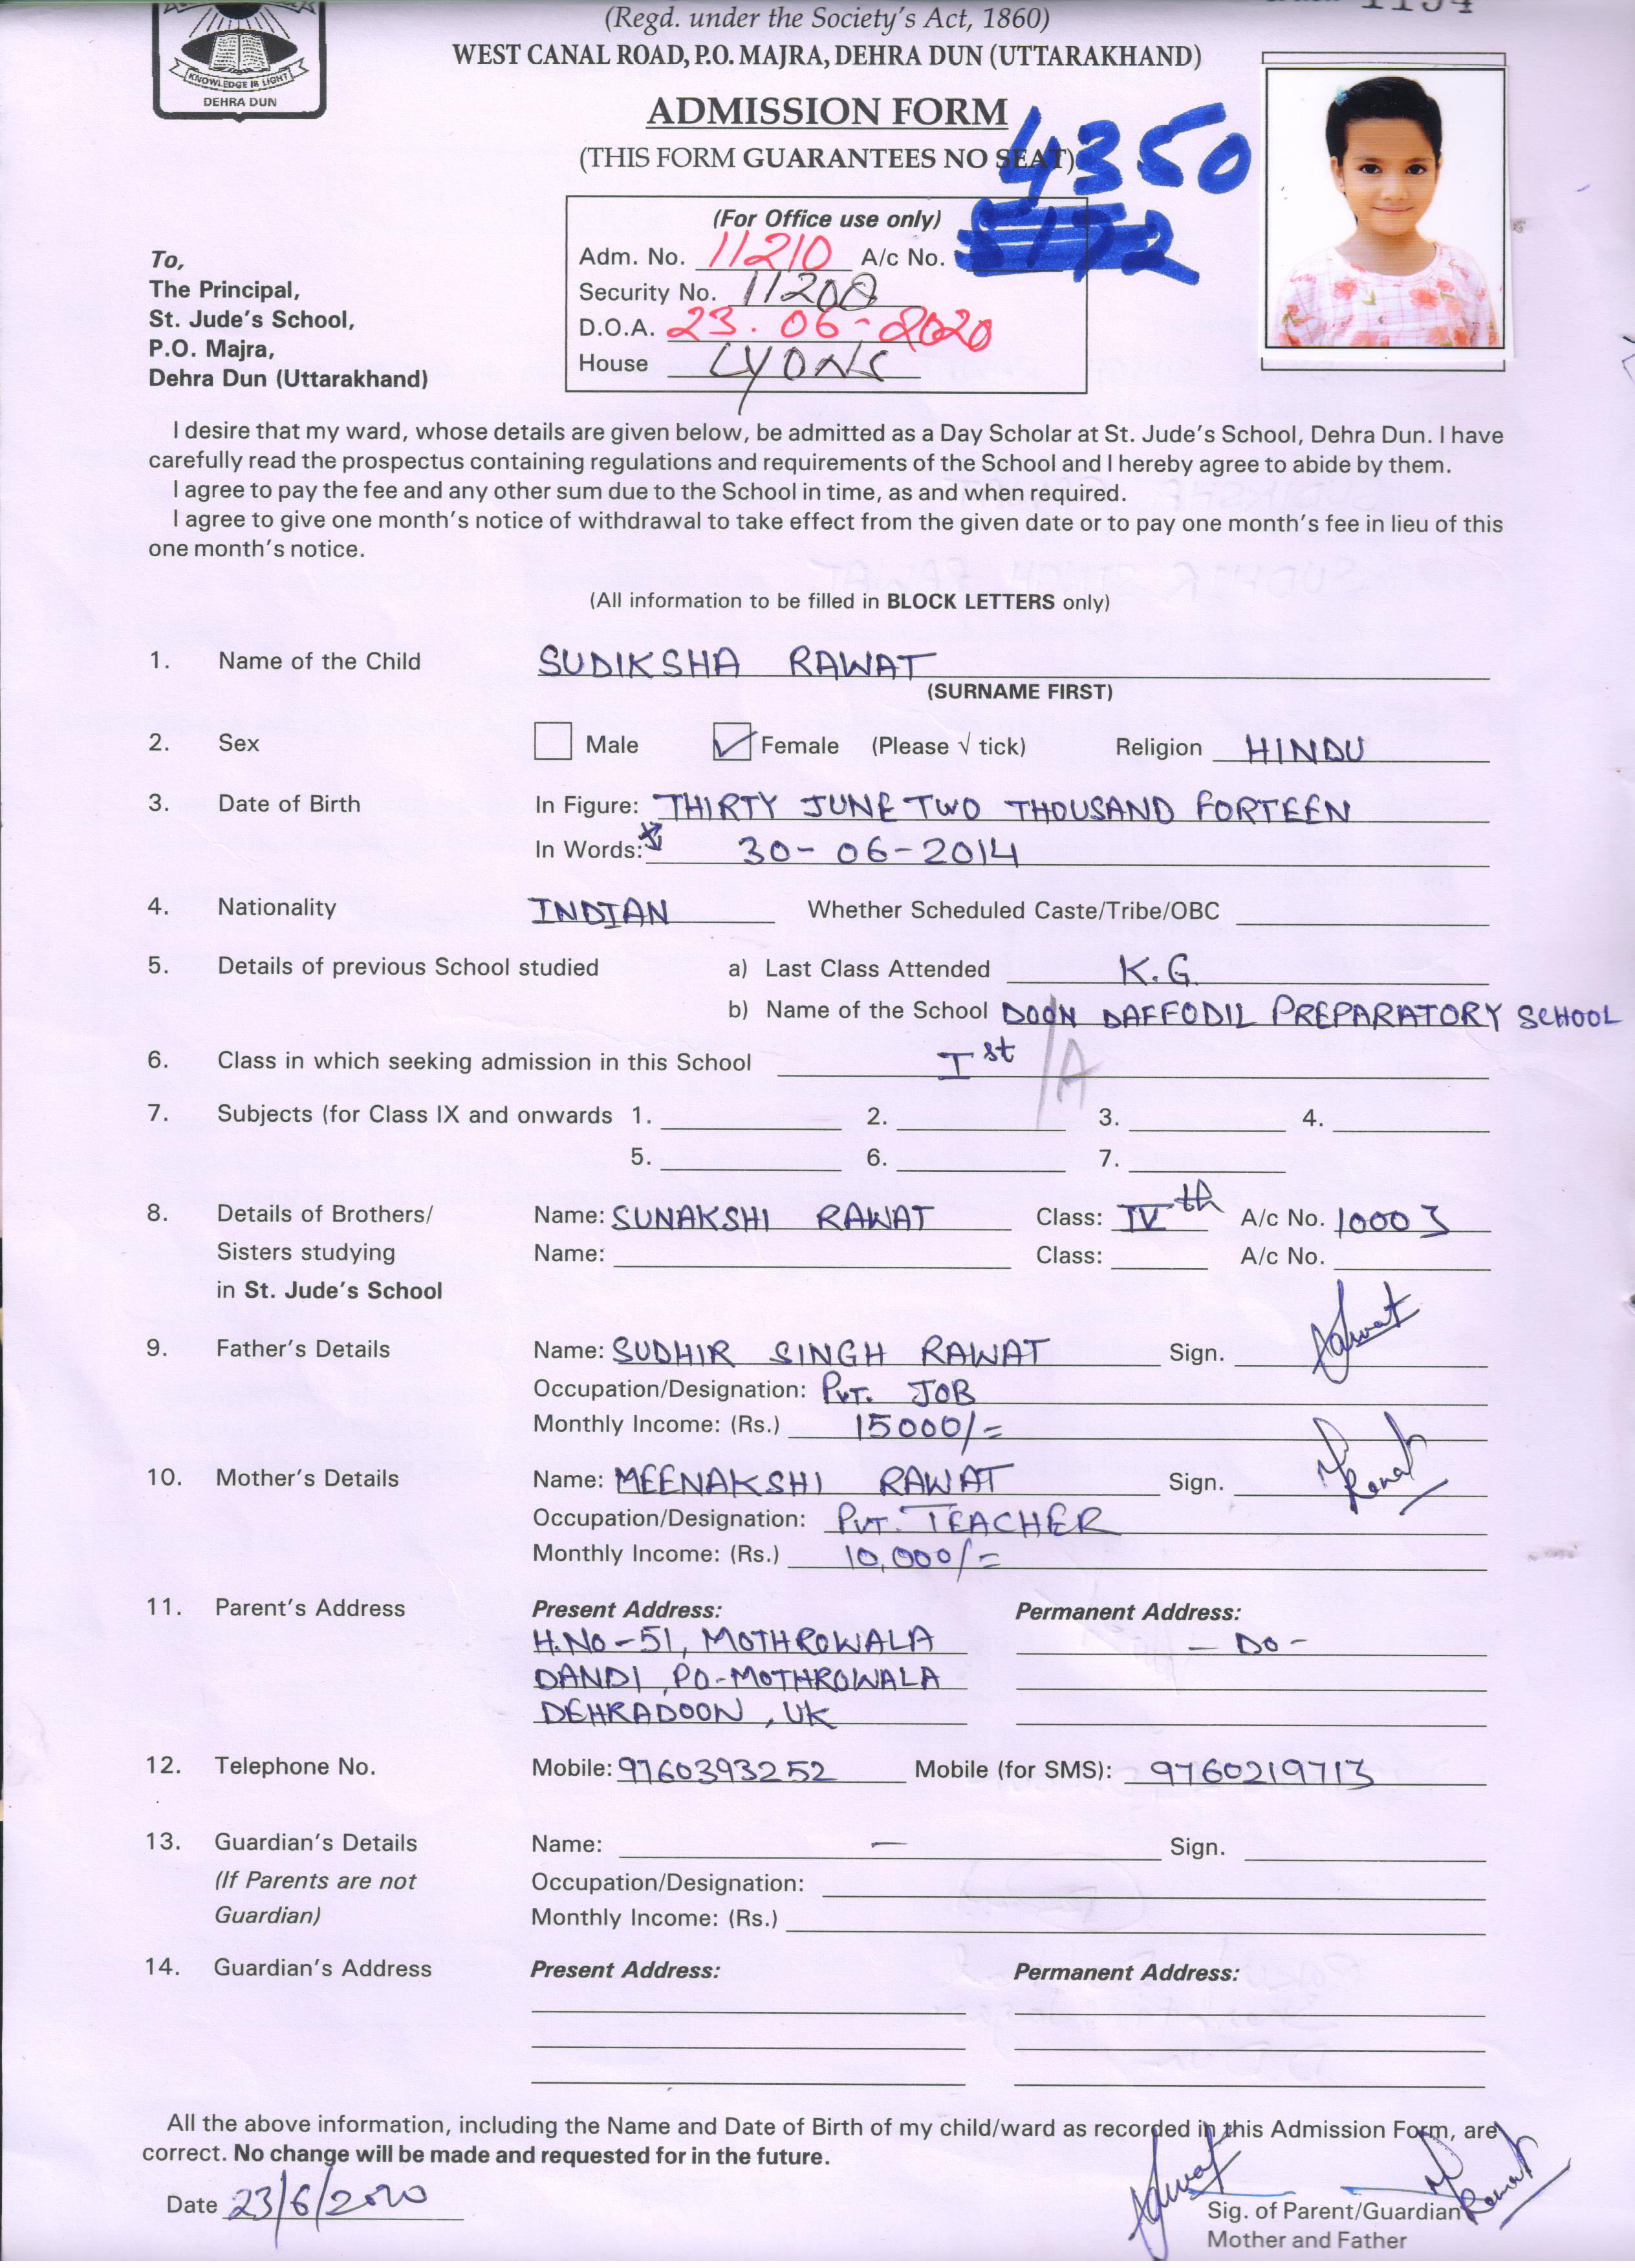 (Regd. under the Society's Act, 1860)
WEST CANAL ROAD, P.O. MAJRA, DEHRA DUN (UTTARAKHAND)
KNOWLEDGE IS LIGHT
DEHRA DUN
ADMISSION FORM
(THIS FORM GUARANTEES NO SEAT)
4350
(For Office use only)
Adm. No. 11210 A/c No.
Security No. 11200
D.O.A. 23.06-2020
House LYONS
To,
The Principal,
St. Jude's School,
P.O. Majra,
Dehra Dun (Uttarakhand)
I desire that my ward, whose details are given below, be admitted as a Day Scholar at St. Jude's School, Dehra Dun. I have
carefully read the prospectus containing regulations and requirements of the School and I hereby agree to abide by them.
I agree to pay the fee and any other sum due to the School in time, as and when required.
I agree to give one month's notice of withdrawal to take effect from the given date or to pay one month's fee in lieu of this
one month's notice.
(All information to be filled in BLOCK LETTERS only)
1. Name of the Child SUDIKSHA RAWAT
(SURNAME FIRST)
2. Sex Male Female (Please √ tick) Religion HINDU
3. Date of Birth In Figure: THIRTY JUNE TWO THOUSAND FORTEEN
In Words: 30-06-2014
4. Nationality INDIAN Whether Scheduled Caste/Tribe/OBC
5. Details of previous School studied a) Last Class Attended K.G.
b) Name of the School DOON DAFFODIL PREPARATORY SCHOOL
6. Class in which seeking admission in this School Ist /A
7. Subjects (for Class IX and onwards 1. 2. 3. 4.
5. 6. 7.
8. Details of Brothers/ Name: SUNAKSHI RAWAT Class: IVth A/c No. 10003
Sisters studying Name: Class: A/c No.
in St. Jude's School
9. Father's Details Name: SUDHIR SINGH RAWAT Sign. Rawat
Occupation/Designation: PVT. JOB
Monthly Income: (Rs.) 15000/=
10. Mother's Details Name: MEENAKSHI RAWAT Sign. M Rawat
Occupation/Designation: PVT. TEACHER
Monthly Income: (Rs.) 10,000/=
11. Parent's Address Present Address: Permanent Address:
H.NO-51, MOTHROWALA - DO -
DANDI, PO-MOTHROWALA
DEHRADOON, UK
12. Telephone No. Mobile: 9760393252 Mobile (for SMS): 9760219713
13. Guardian's Details Name: — Sign.
(If Parents are not Occupation/Designation:
Guardian) Monthly Income: (Rs.)
14. Guardian's Address Present Address: Permanent Address:
All the above information, including the Name and Date of Birth of my child/ward as recorded in this Admission Form, are
correct. No change will be made and requested for in the future.
Date 23/6/2020 Rawat M Rawat
Sig. of Parent/Guardian
Mother and Father